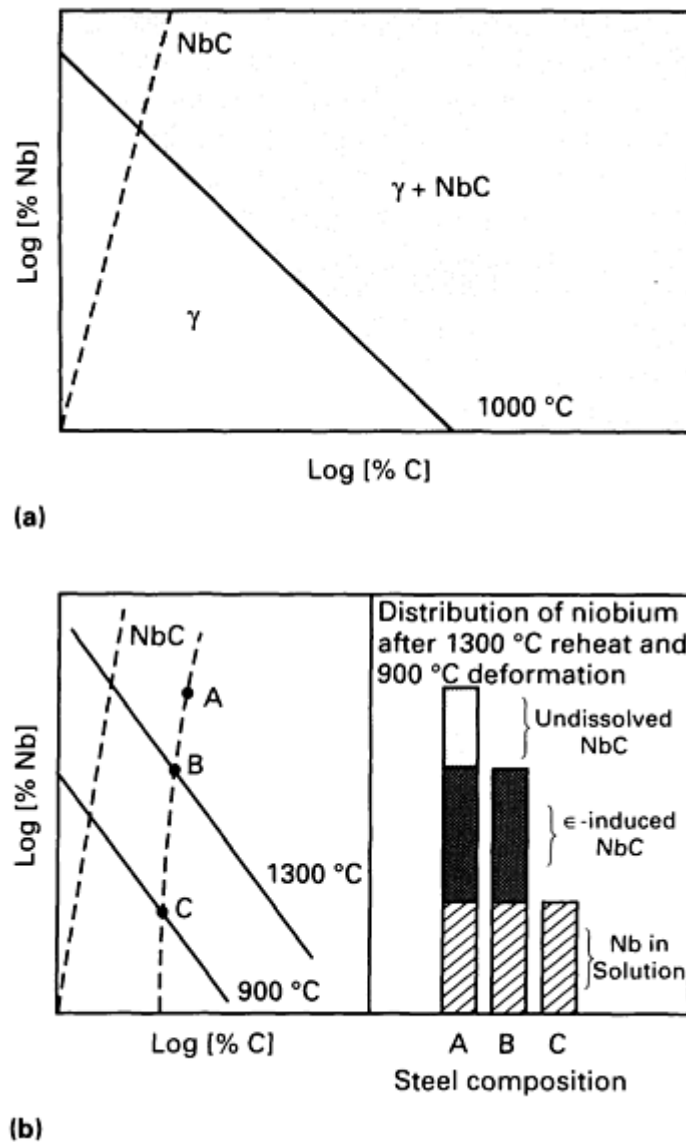 NbC
Log [% Nb]
γ + NbC
γ
1000 °C
Log [% C]
(a)
NbC
A
B
C
1300 °C
900 °C
Log [% Nb]
Log [% C]
Distribution of niobium
after 1300 °C reheat and
900 °C deformation
Undissolved
NbC
ϵ-induced
NbC
Nb in
Solution
A B C
Steel composition
(b)